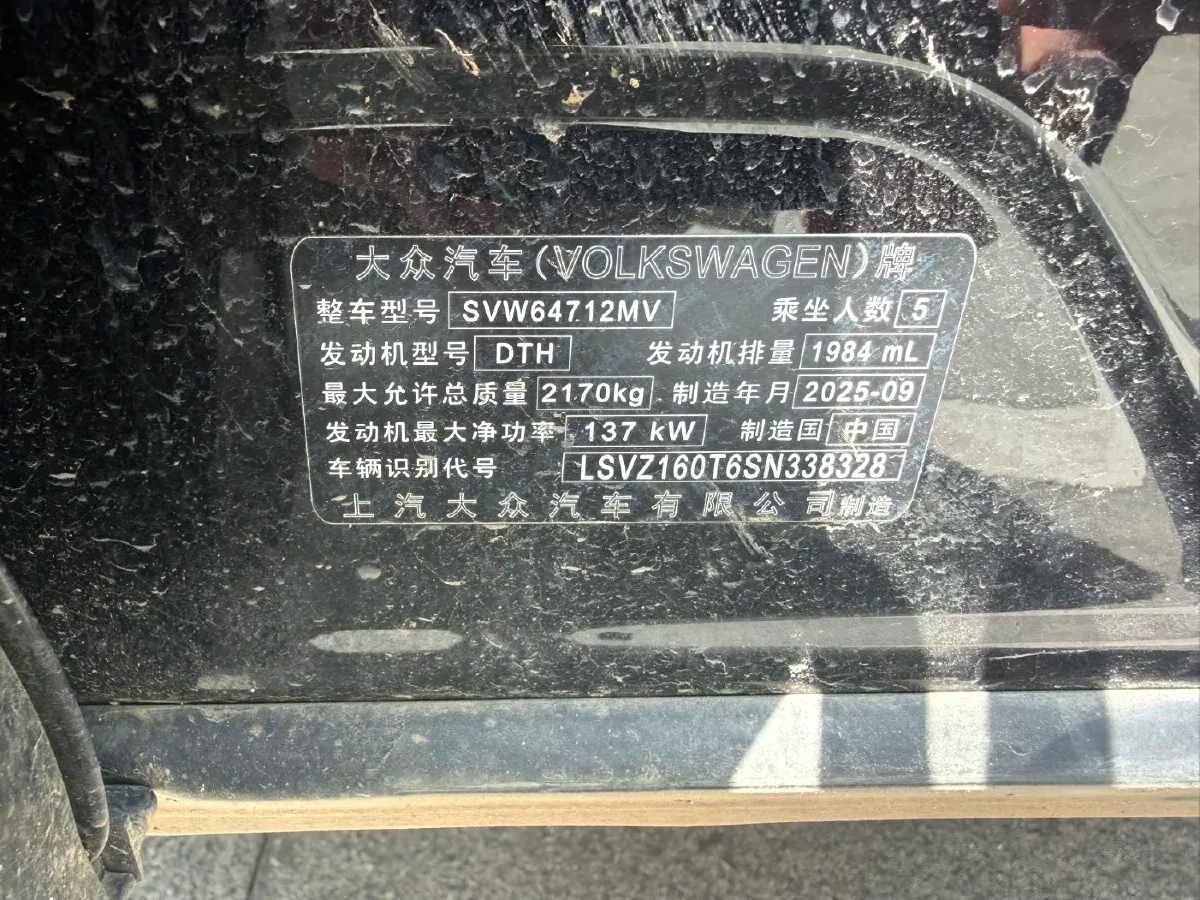 大众汽车(VOLKSWAGEN)牌
整车型号 SVW64712MV 乘坐人数 5
发动机型号 DTH 发动机排量 1984 mL
最大允许总质量 2170kg 制造年月 2025-09
发动机最大净功率 137 kW 制造国 中国
车辆识别代号 LSVZ160T6SN338328
上汽大众汽车有限公司制造